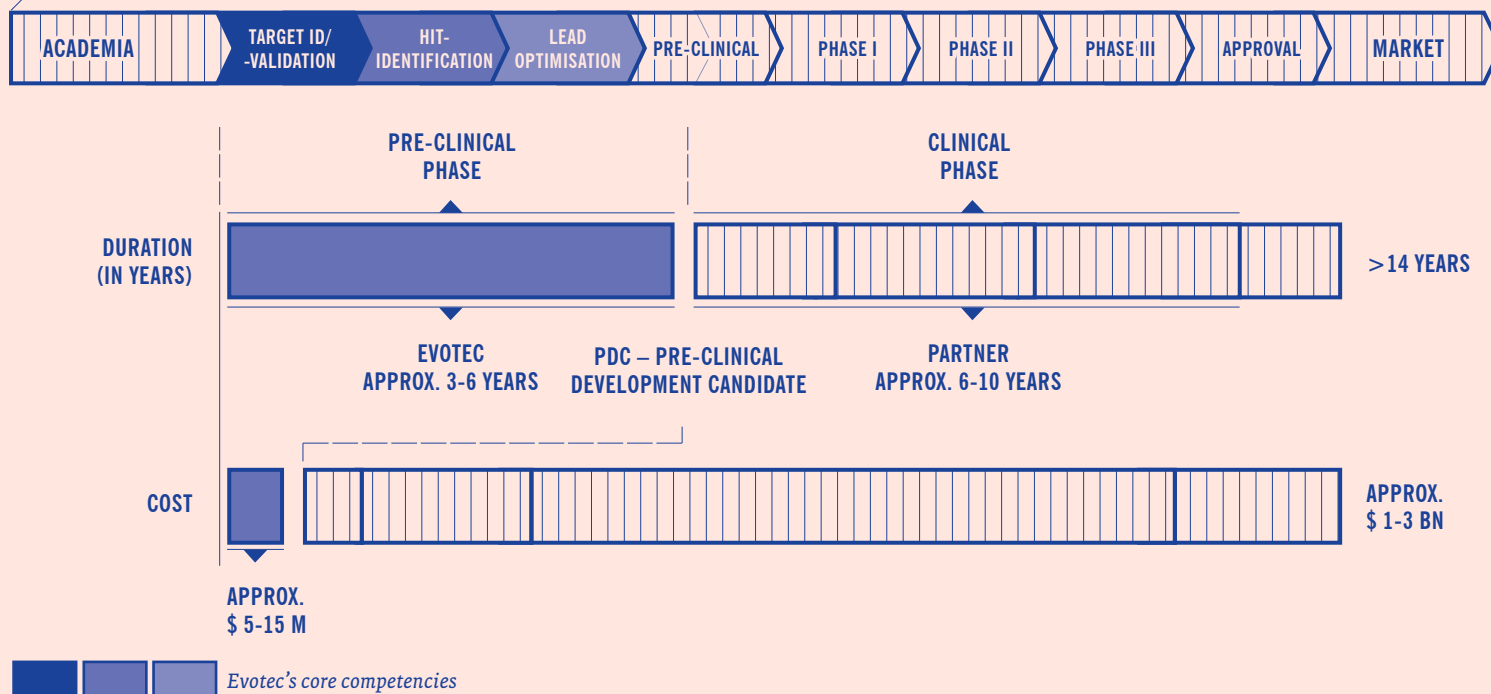 ACADEMIA
TARGET ID/
-VALIDATION
HIT-
IDENTIFICATION
LEAD
OPTIMISATION
PRE-CLINICAL
PHASE I
PHASE II
PHASE III
APPROVAL
MARKET
PRE-CLINICAL
PHASE
CLINICAL
PHASE
DURATION
(IN YEARS)
>14 YEARS
EVOTEC
APPROX. 3-6 YEARS
PDC – PRE-CLINICAL
DEVELOPMENT CANDIDATE
PARTNER
APPROX. 6-10 YEARS
COST
APPROX.
$ 1-3 BN
APPROX.
$ 5-15 M
Evotec's core competencies